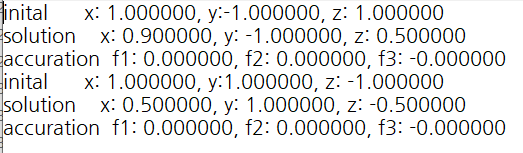 inital x: 1.000000, y:-1.000000, z: 1.000000
solution x: 0.900000, y: -1.000000, z: 0.500000
accuration f1: 0.000000, f2: 0.000000, f3: -0.000000
inital x: 1.000000, y:1.000000, z: -1.000000
solution x: 0.500000, y: 1.000000, z: -0.500000
accuration f1: 0.000000, f2: 0.000000, f3: -0.000000